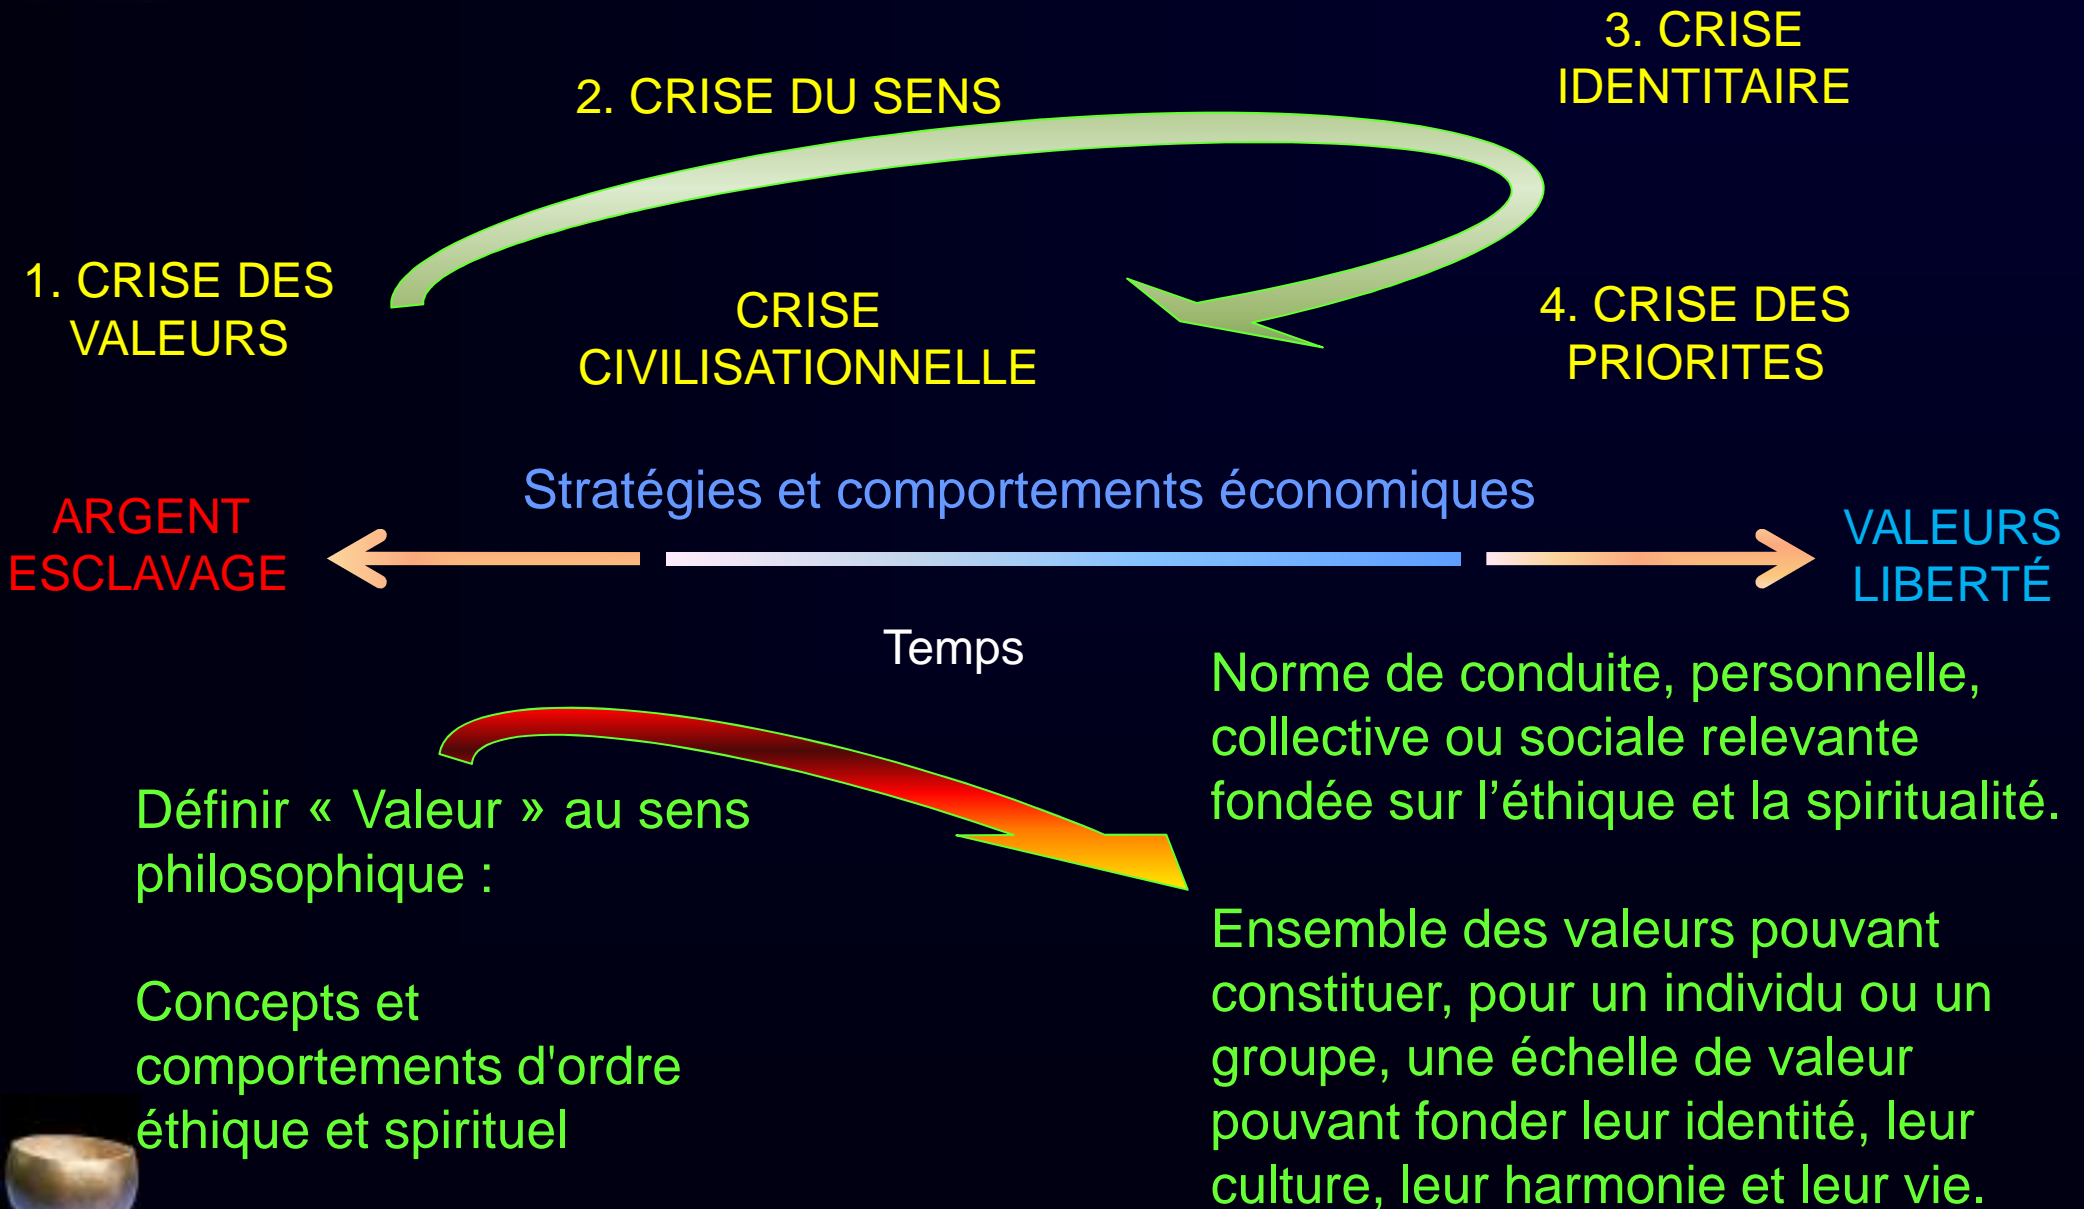 3. CRISE
IDENTITAIRE
2. CRISE DU SENS
1. CRISE DES
VALEURS
CRISE
CIVILISATIONNELLE
4. CRISE DES
PRIORITES
Stratégies et comportements économiques
ARGENT
ESCLAVAGE
VALEURS
LIBERTÉ
Temps
Définir « Valeur » au sens
philosophique :
Concepts et
comportements d'ordre
éthique et spirituel
Norme de conduite, personnelle,
collective ou sociale relevante
fondée sur l’éthique et la spiritualité.
Ensemble des valeurs pouvant
constituer, pour un individu ou un
groupe, une échelle de valeur
pouvant fonder leur identité, leur
culture, leur harmonie et leur vie.